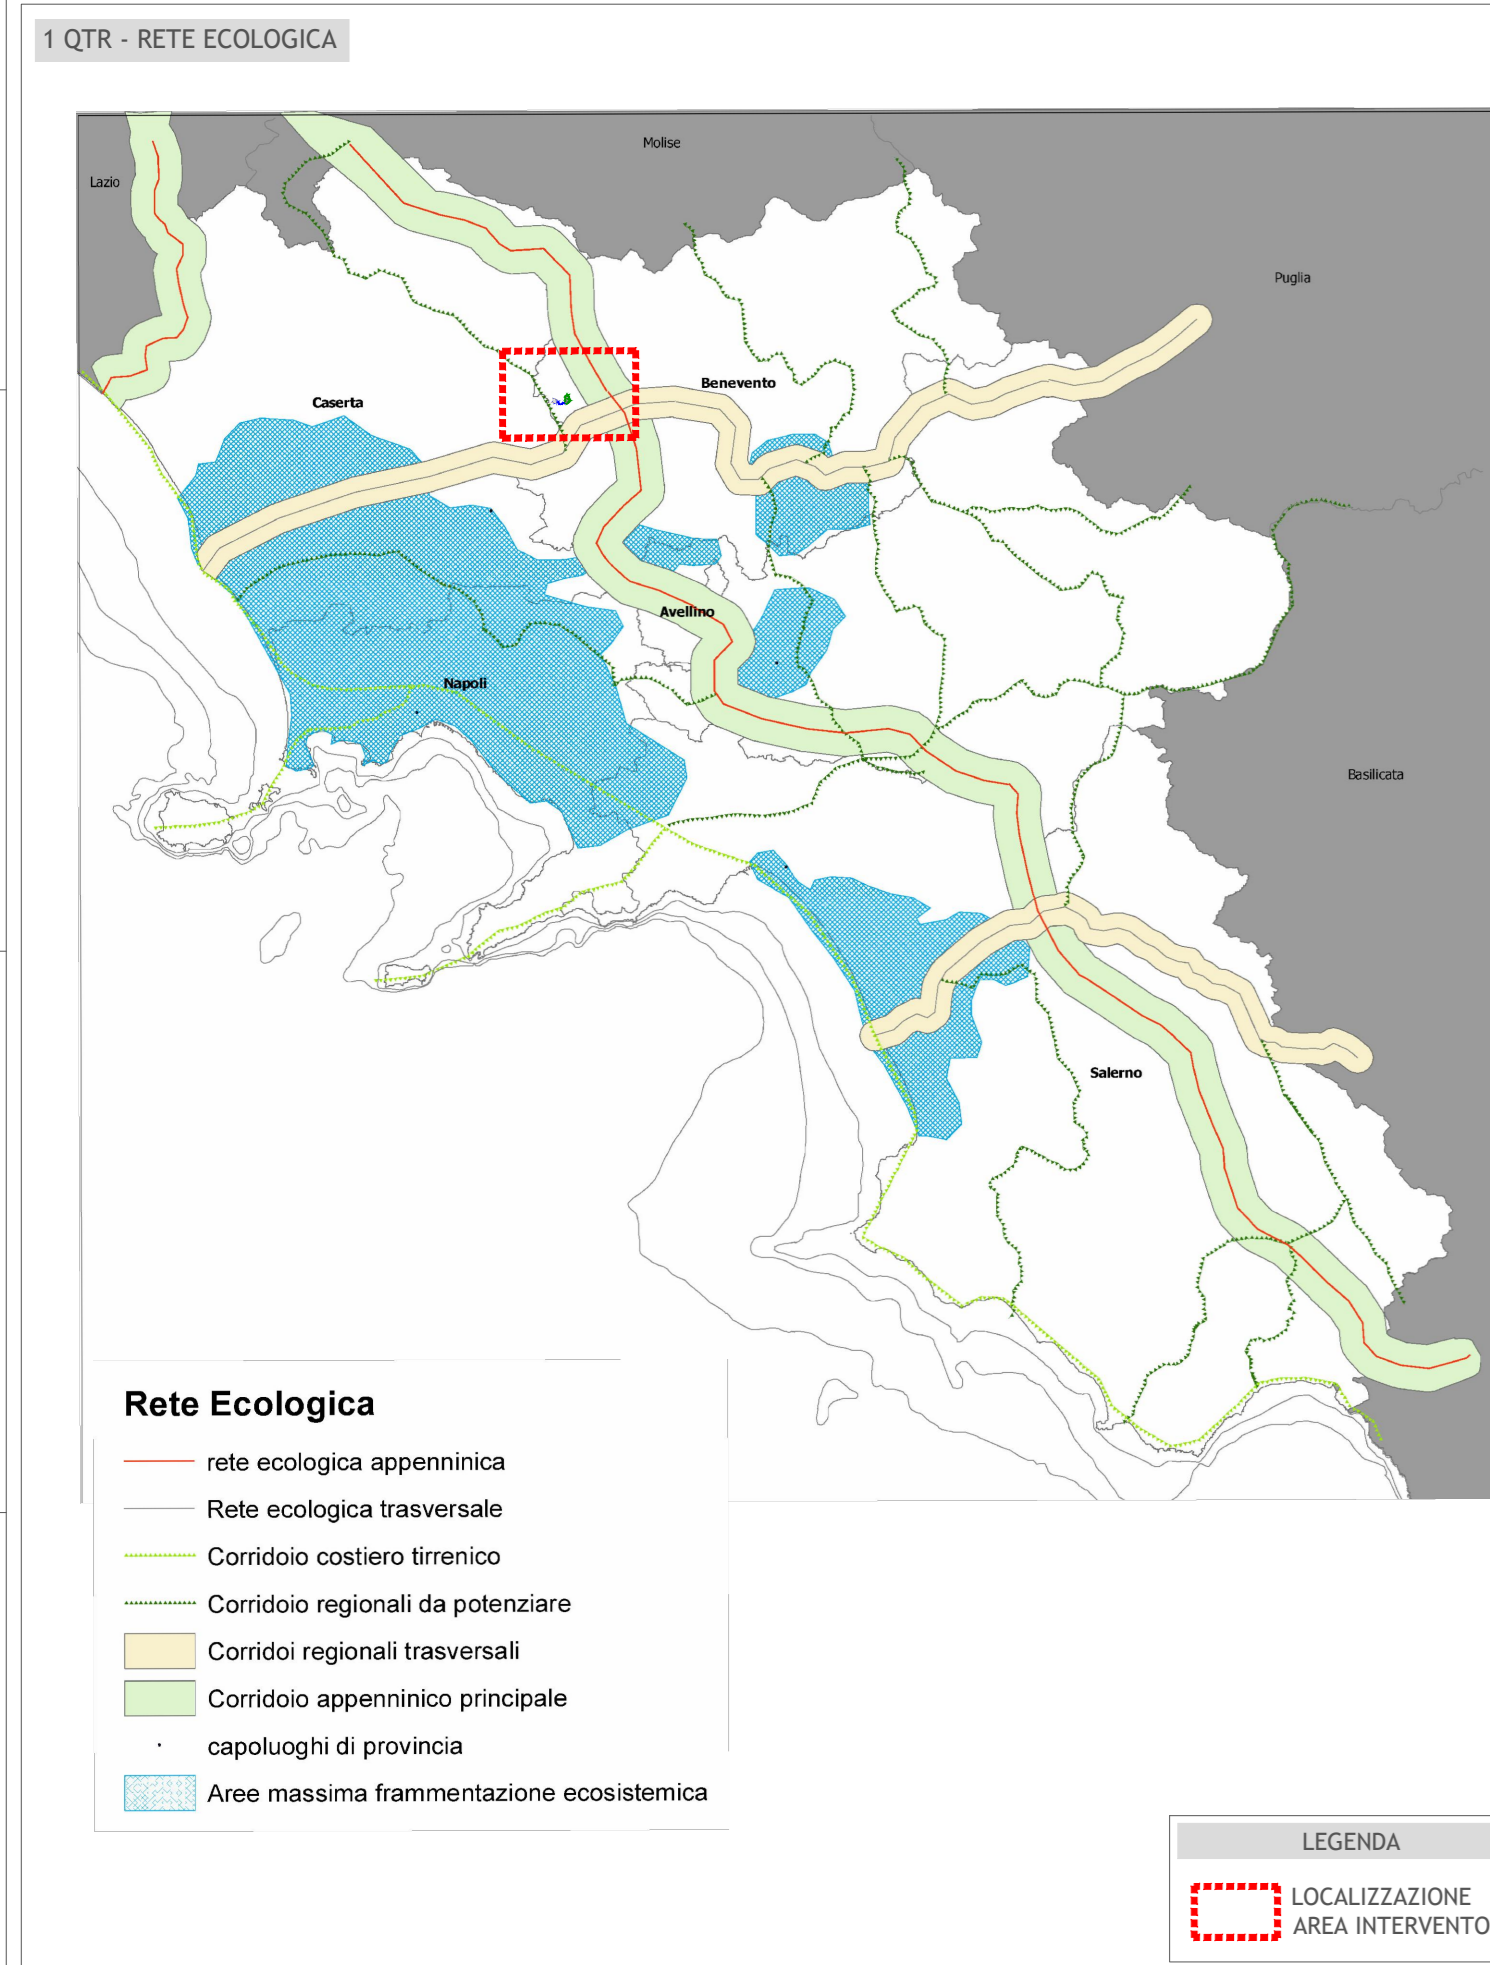 1 QTR - RETE ECOLOGICA
Molise
Lazio
Puglia
Benevento
Caserta
Avellino
Napoli
Basilicata
Salerno
Rete Ecologica
rete ecologica appenninica
Rete ecologica trasversale
Corridoio costiero tirrenico
Corridoio regionali da potenziare
Corridoi regionali trasversali
Corridoio appenninico principale
capoluoghi di provincia
Aree massima frammentazione ecosistemica
LEGENDA
LOCALIZZAZIONE
AREA INTERVENTO